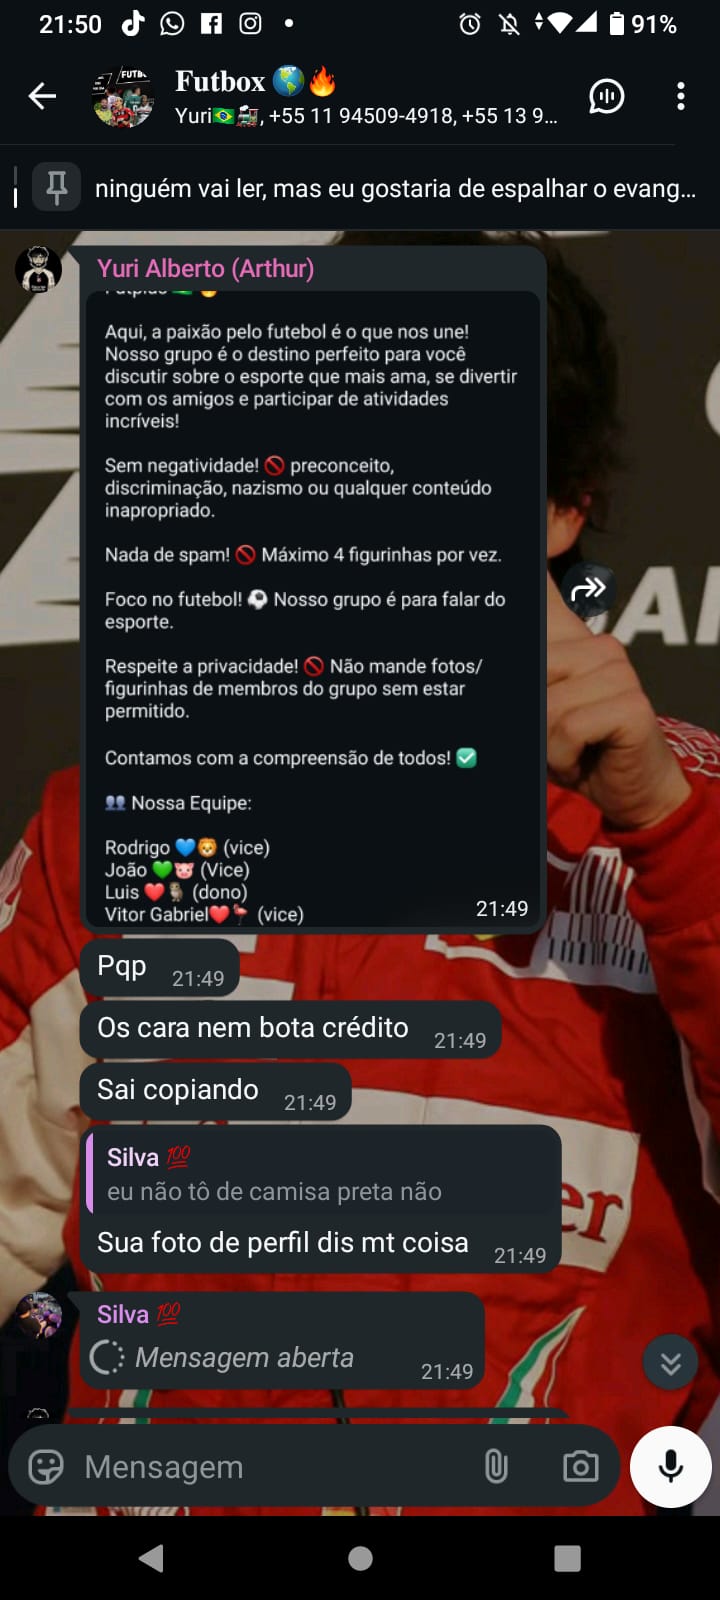 21:50
91%
Futbox
Yuri🇧🇷🚂, +55 11 94509-4918, +55 13 9...
ninguém vai ler, mas eu gostaria de espalhar o evang...
Yuri Alberto (Arthur)
Aqui, a paixão pelo futebol é o que nos une!
Nosso grupo é o destino perfeito para você
discutir sobre o esporte que mais ama, se divertir
com os amigos e participar de atividades
incríveis!
Sem negatividade! 🚫 preconceito,
discriminação, nazismo ou qualquer conteúdo
inapropriado.
Nada de spam! 🚫 Máximo 4 figurinhas por vez.
Foco no futebol! ⚽ Nosso grupo é para falar do
esporte.
Respeite a privacidade! 🚫 Não mande fotos/
figurinhas de membros do grupo sem estar
permitido.
Contamos com a compreensão de todos! ✅
👥 Nossa Equipe:
Rodrigo 💙🦁 (vice)
João 💚🐷 (Vice)
Luis ❤️🦉 (dono)
Vitor Gabriel❤️🦩 (vice)
21:49
Pqp 21:49
Os cara nem bota crédito 21:49
Sai copiando 21:49
Silva 💯
eu não tô de camisa preta não
Sua foto de perfil dis mt coisa 21:49
Silva 💯
Mensagem aberta 21:49
Mensagem